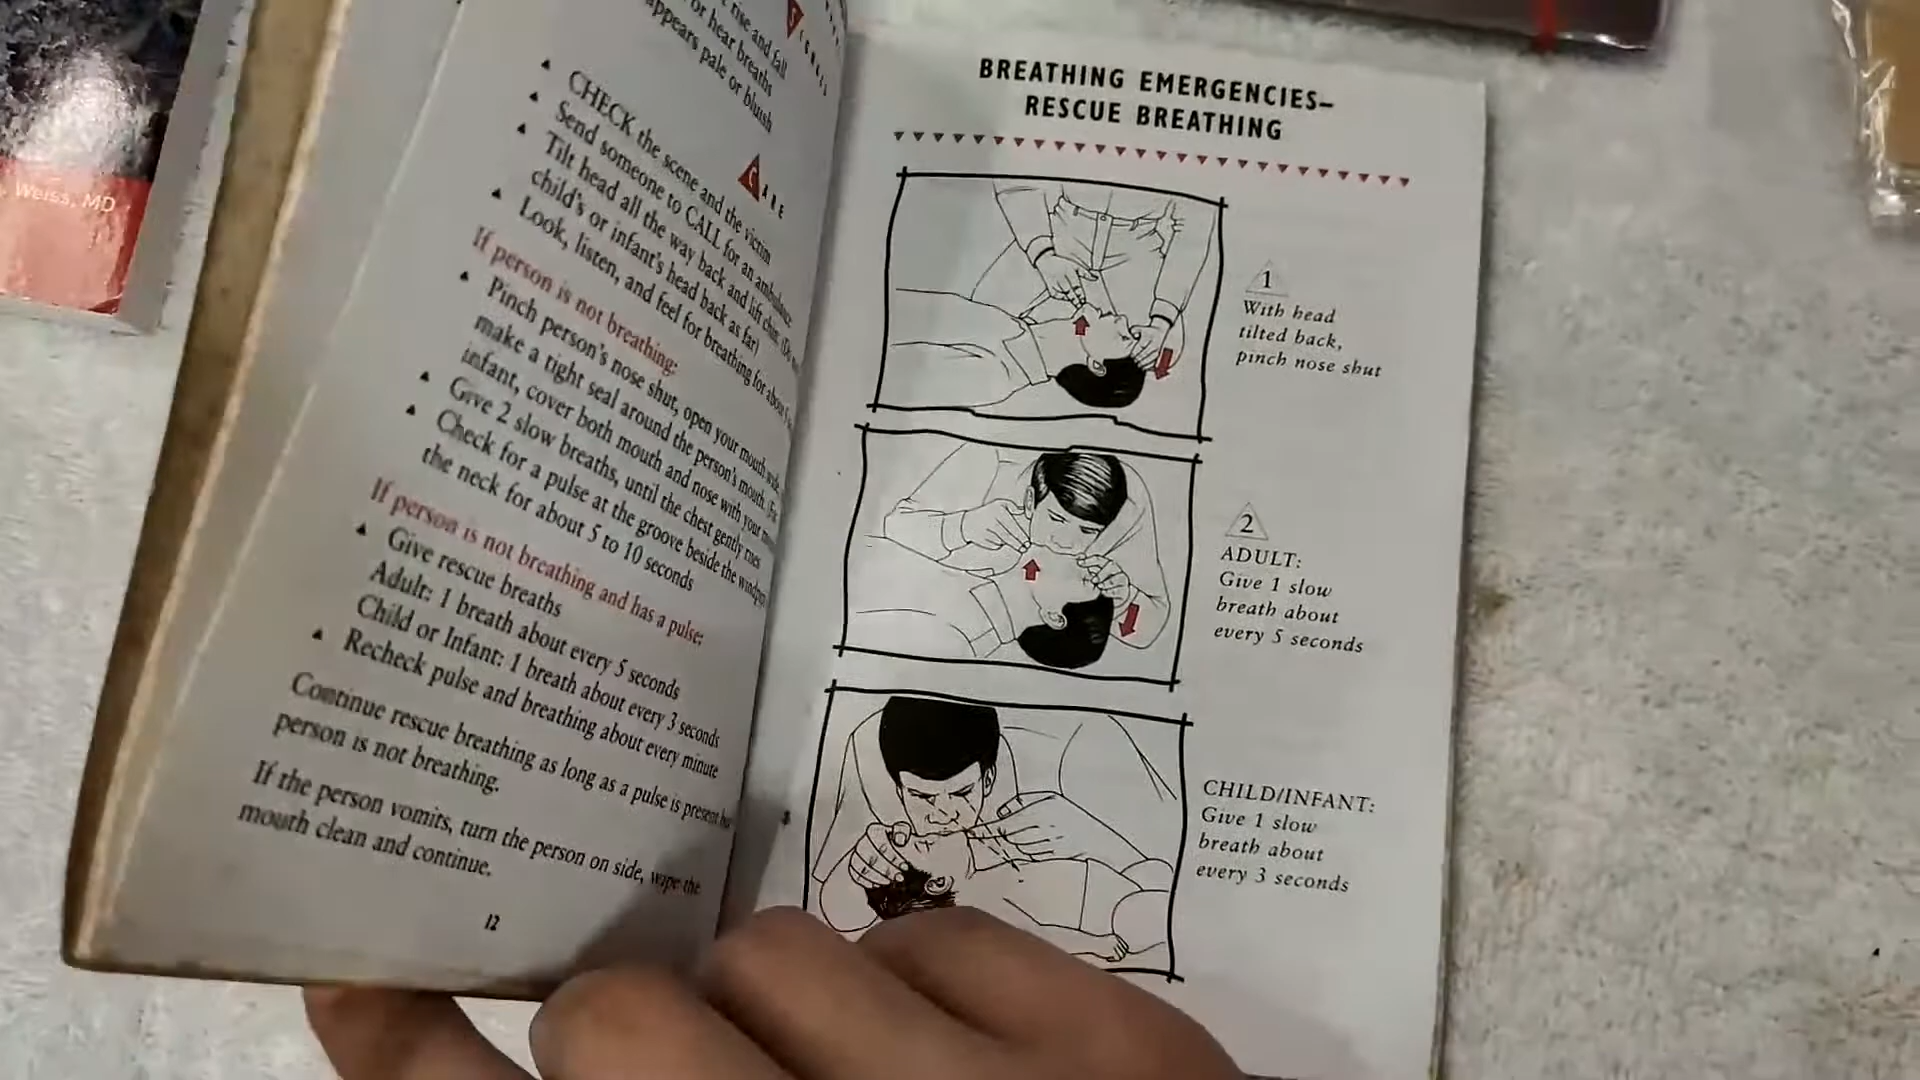 Weiss, MD
rise and fall
or hear breaths
appears pale or bluish
CARE
CHECK the scene and the victim
Send someone to CALL for an ambulance
Tilt head all the way back and lift chin. (Do
child's or infant's head back as far)
Look, listen, and feel for breathing for about 5
If person is not breathing:
Pinch person's nose shut, open your mouth wide,
make a tight seal around the person's mouth. (For
infant, cover both mouth and nose with your
Give 2 slow breaths, until the chest gently rises
Check for a pulse at the groove beside the windpipe
the neck for about 5 to 10 seconds
If person is not breathing and has a pulse:
Give rescue breaths
Adult: 1 breath about every 5 seconds
Child or Infant: 1 breath about every 3 seconds
Recheck pulse and breathing about every minute
Continue rescue breathing as long as a pulse is present
person is not breathing.
If the person vomits, turn the person on side, wipe the
mouth clean and continue.
12
BREATHING EMERGENCIES–
RESCUE BREATHING
1
With head
tilted back,
pinch nose shut
2
ADULT:
Give 1 slow
breath about
every 5 seconds
CHILD/INFANT:
Give 1 slow
breath about
every 3 seconds